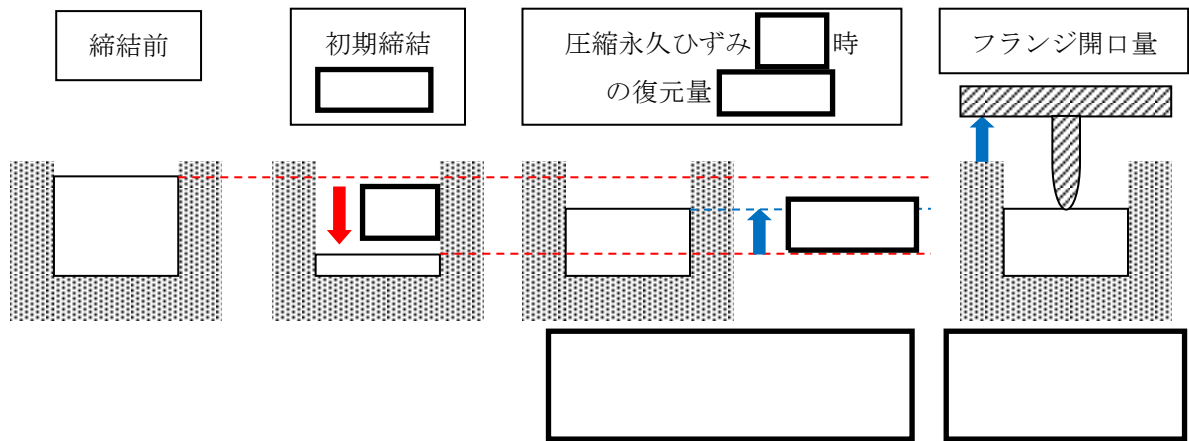 締結前
初期締結
圧縮永久ひずみ 時
の復元量
フランジ開口量